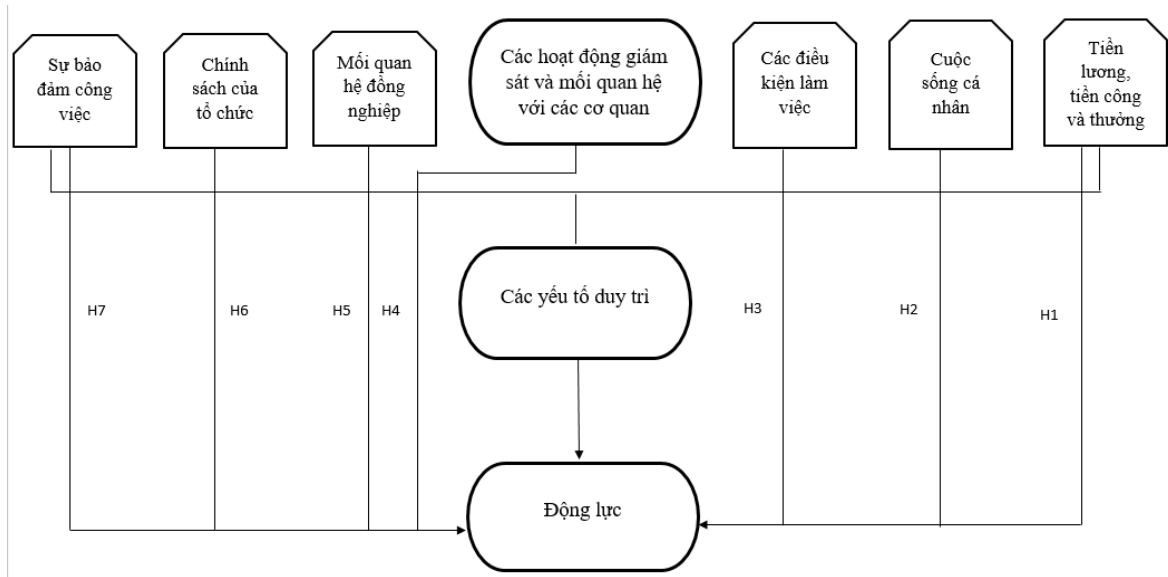 Sự bảo
đảm công
việc
Chính
sách của
tổ chức
Mối quan
hệ đồng
nghiệp
Các hoạt động giám
sát và mối quan hệ
với các cơ quan
Các điều
kiện làm
việc
Cuộc
sống cá
nhân
Tiền
lương,
tiền công
và thưởng
Các yếu tố duy trì
H7
H6
H5
H4
H3
H2
H1
Động lực